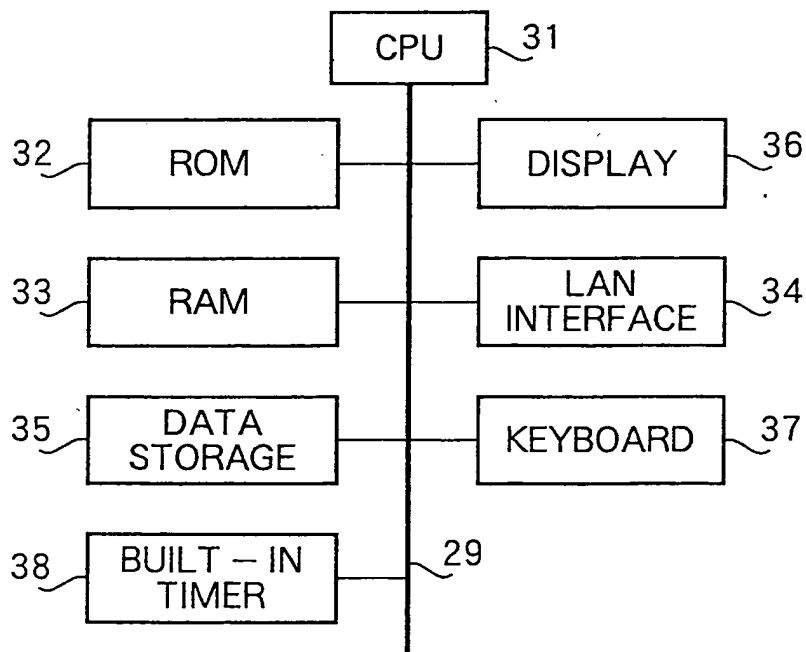 CPU 31
32 ROM
DISPLAY 36
33 RAM
LAN
INTERFACE 34
35 DATA
STORAGE
KEYBOARD 37
38 BUILT – IN
TIMER
29